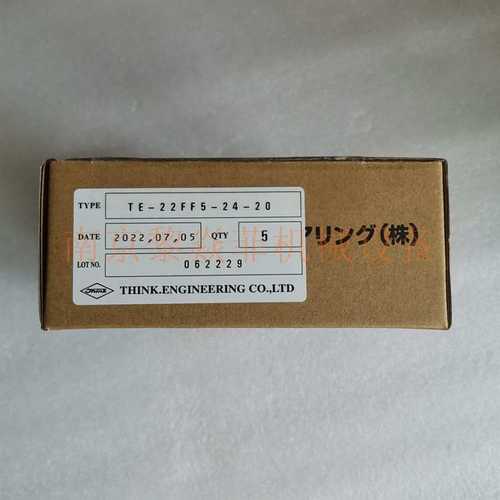 TYPE TE-22FF5-24-20
DATE 2022,07,05 QTY 5
アリング(株)
LOT NO. 062229
THINK.ENGINEERING CO.,LTD